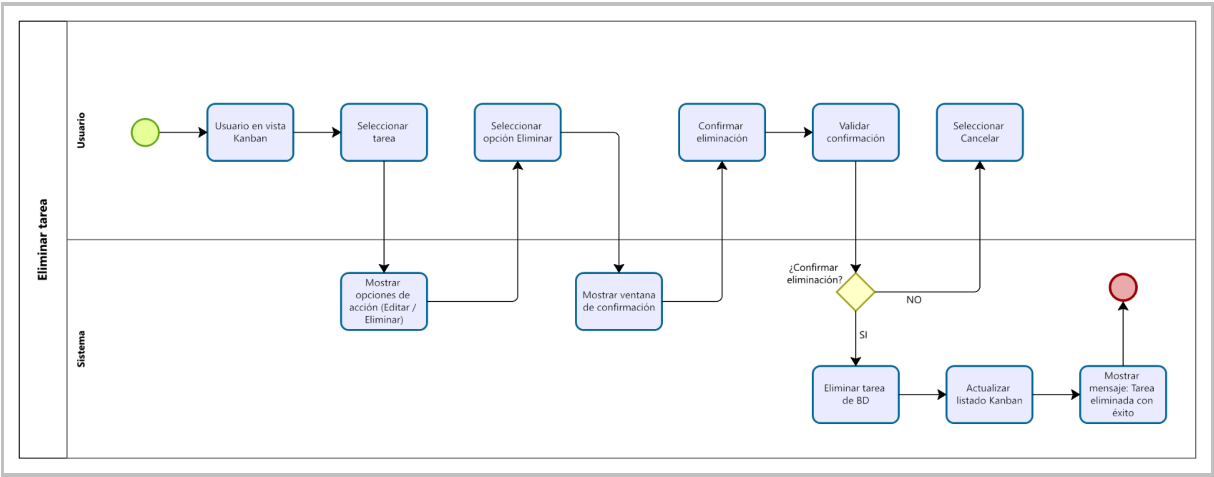 Eliminar tarea
Usuario
Usuario en vista
Kanban
Seleccionar
tarea
Seleccionar
opción Eliminar
Confirmar
eliminación
Validar
confirmación
Seleccionar
Cancelar
Sistema
Mostrar
opciones de
acción (Editar /
Eliminar)
Mostrar ventana
de confirmación
¿Confirmar
eliminación?
NO
SI
Eliminar tarea
de BD
Actualizar
listado Kanban
Mostrar
mensaje: Tarea
eliminada con
éxito